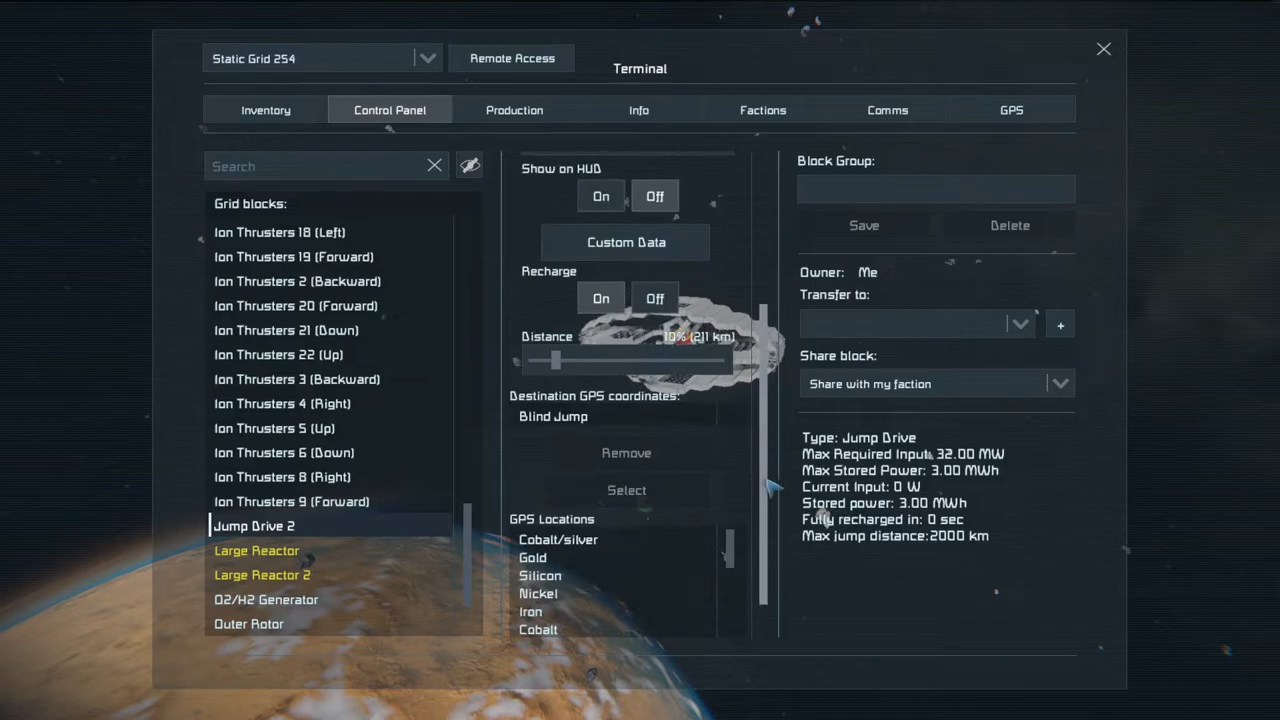 Static Grid 254
Remote Access
Terminal
Inventory
Control Panel
Production
Info
Factions
Comms
GPS
Search
Grid blocks:
Ion Thrusters 18 (Left)
Ion Thrusters 19 (Forward)
Ion Thrusters 2 (Backward)
Ion Thrusters 20 (Forward)
Ion Thrusters 21 (Down)
Ion Thrusters 22 (Up)
Ion Thrusters 3 (Backward)
Ion Thrusters 4 (Right)
Ion Thrusters 5 (Up)
Ion Thrusters 6 (Down)
Ion Thrusters 8 (Right)
Ion Thrusters 9 (Forward)
Jump Drive 2
Large Reactor
Large Reactor 2
O2/H2 Generator
Outer Rotor
Show on HUD
On
Off
Custom Data
Recharge
On
Off
Distance
10% (211 km)
Destination GPS coordinates:
Blind Jump
Remove
Select
GPS Locations
Cobalt/silver
Gold
Silicon
Nickel
Iron
Cobalt
Block Group:
Save
Delete
Owner: Me
Transfer to:
+
Share block:
Share with my faction
Type: Jump Drive
Max Required Input: 32.00 MW
Max Stored Power: 3.00 MWh
Current Input: 0 W
Stored power: 3.00 MWh
Fully recharged in: 0 sec
Max jump distance:2000 km